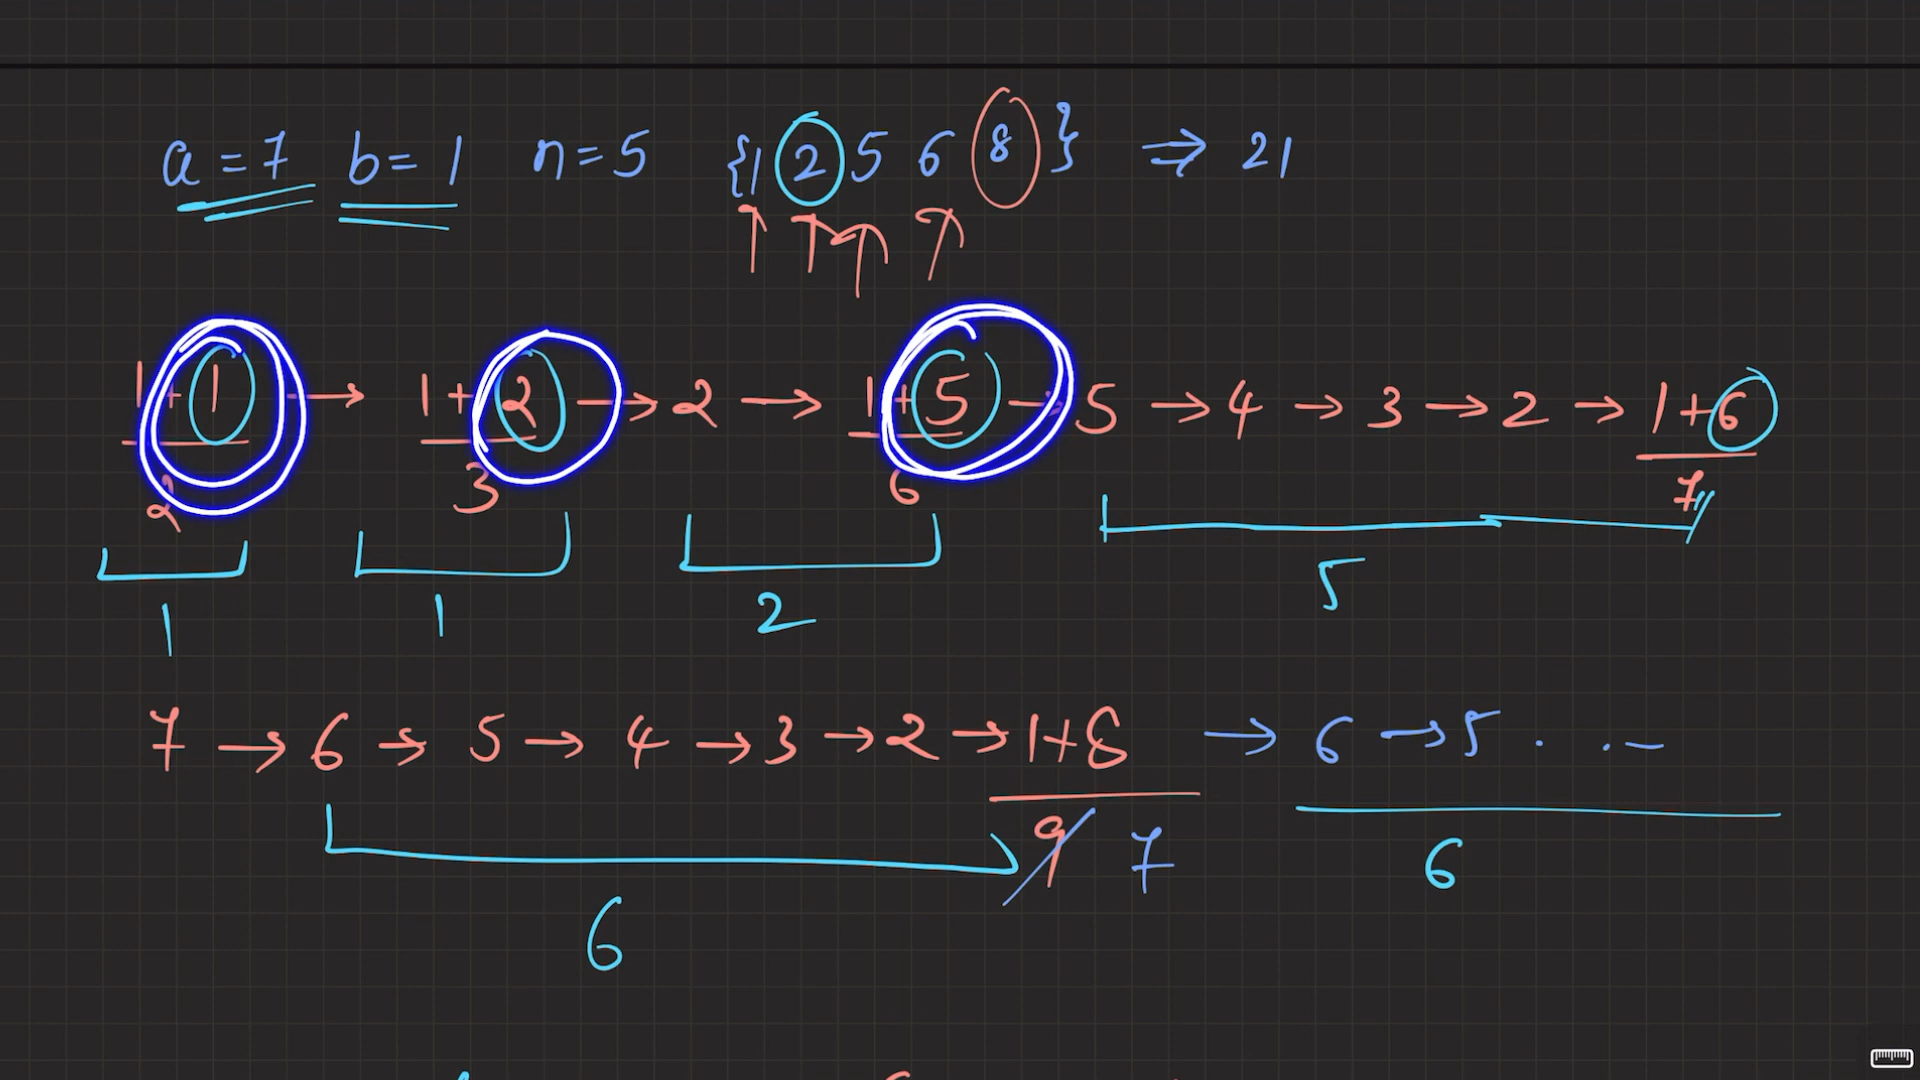 a = 7 b = 1 n = 5 {1 2 5 6 8} ⇒ 21
1 + 1 → 1 + 2 → 2 → 1 + 5 → 5 → 4 → 3 → 2 → 1 + 6
2 3 6 7
1 1 2 5
7 → 6 → 5 → 4 → 3 → 2 → 1 + 8 → 6 → 5 . . . –
9 7
6 6